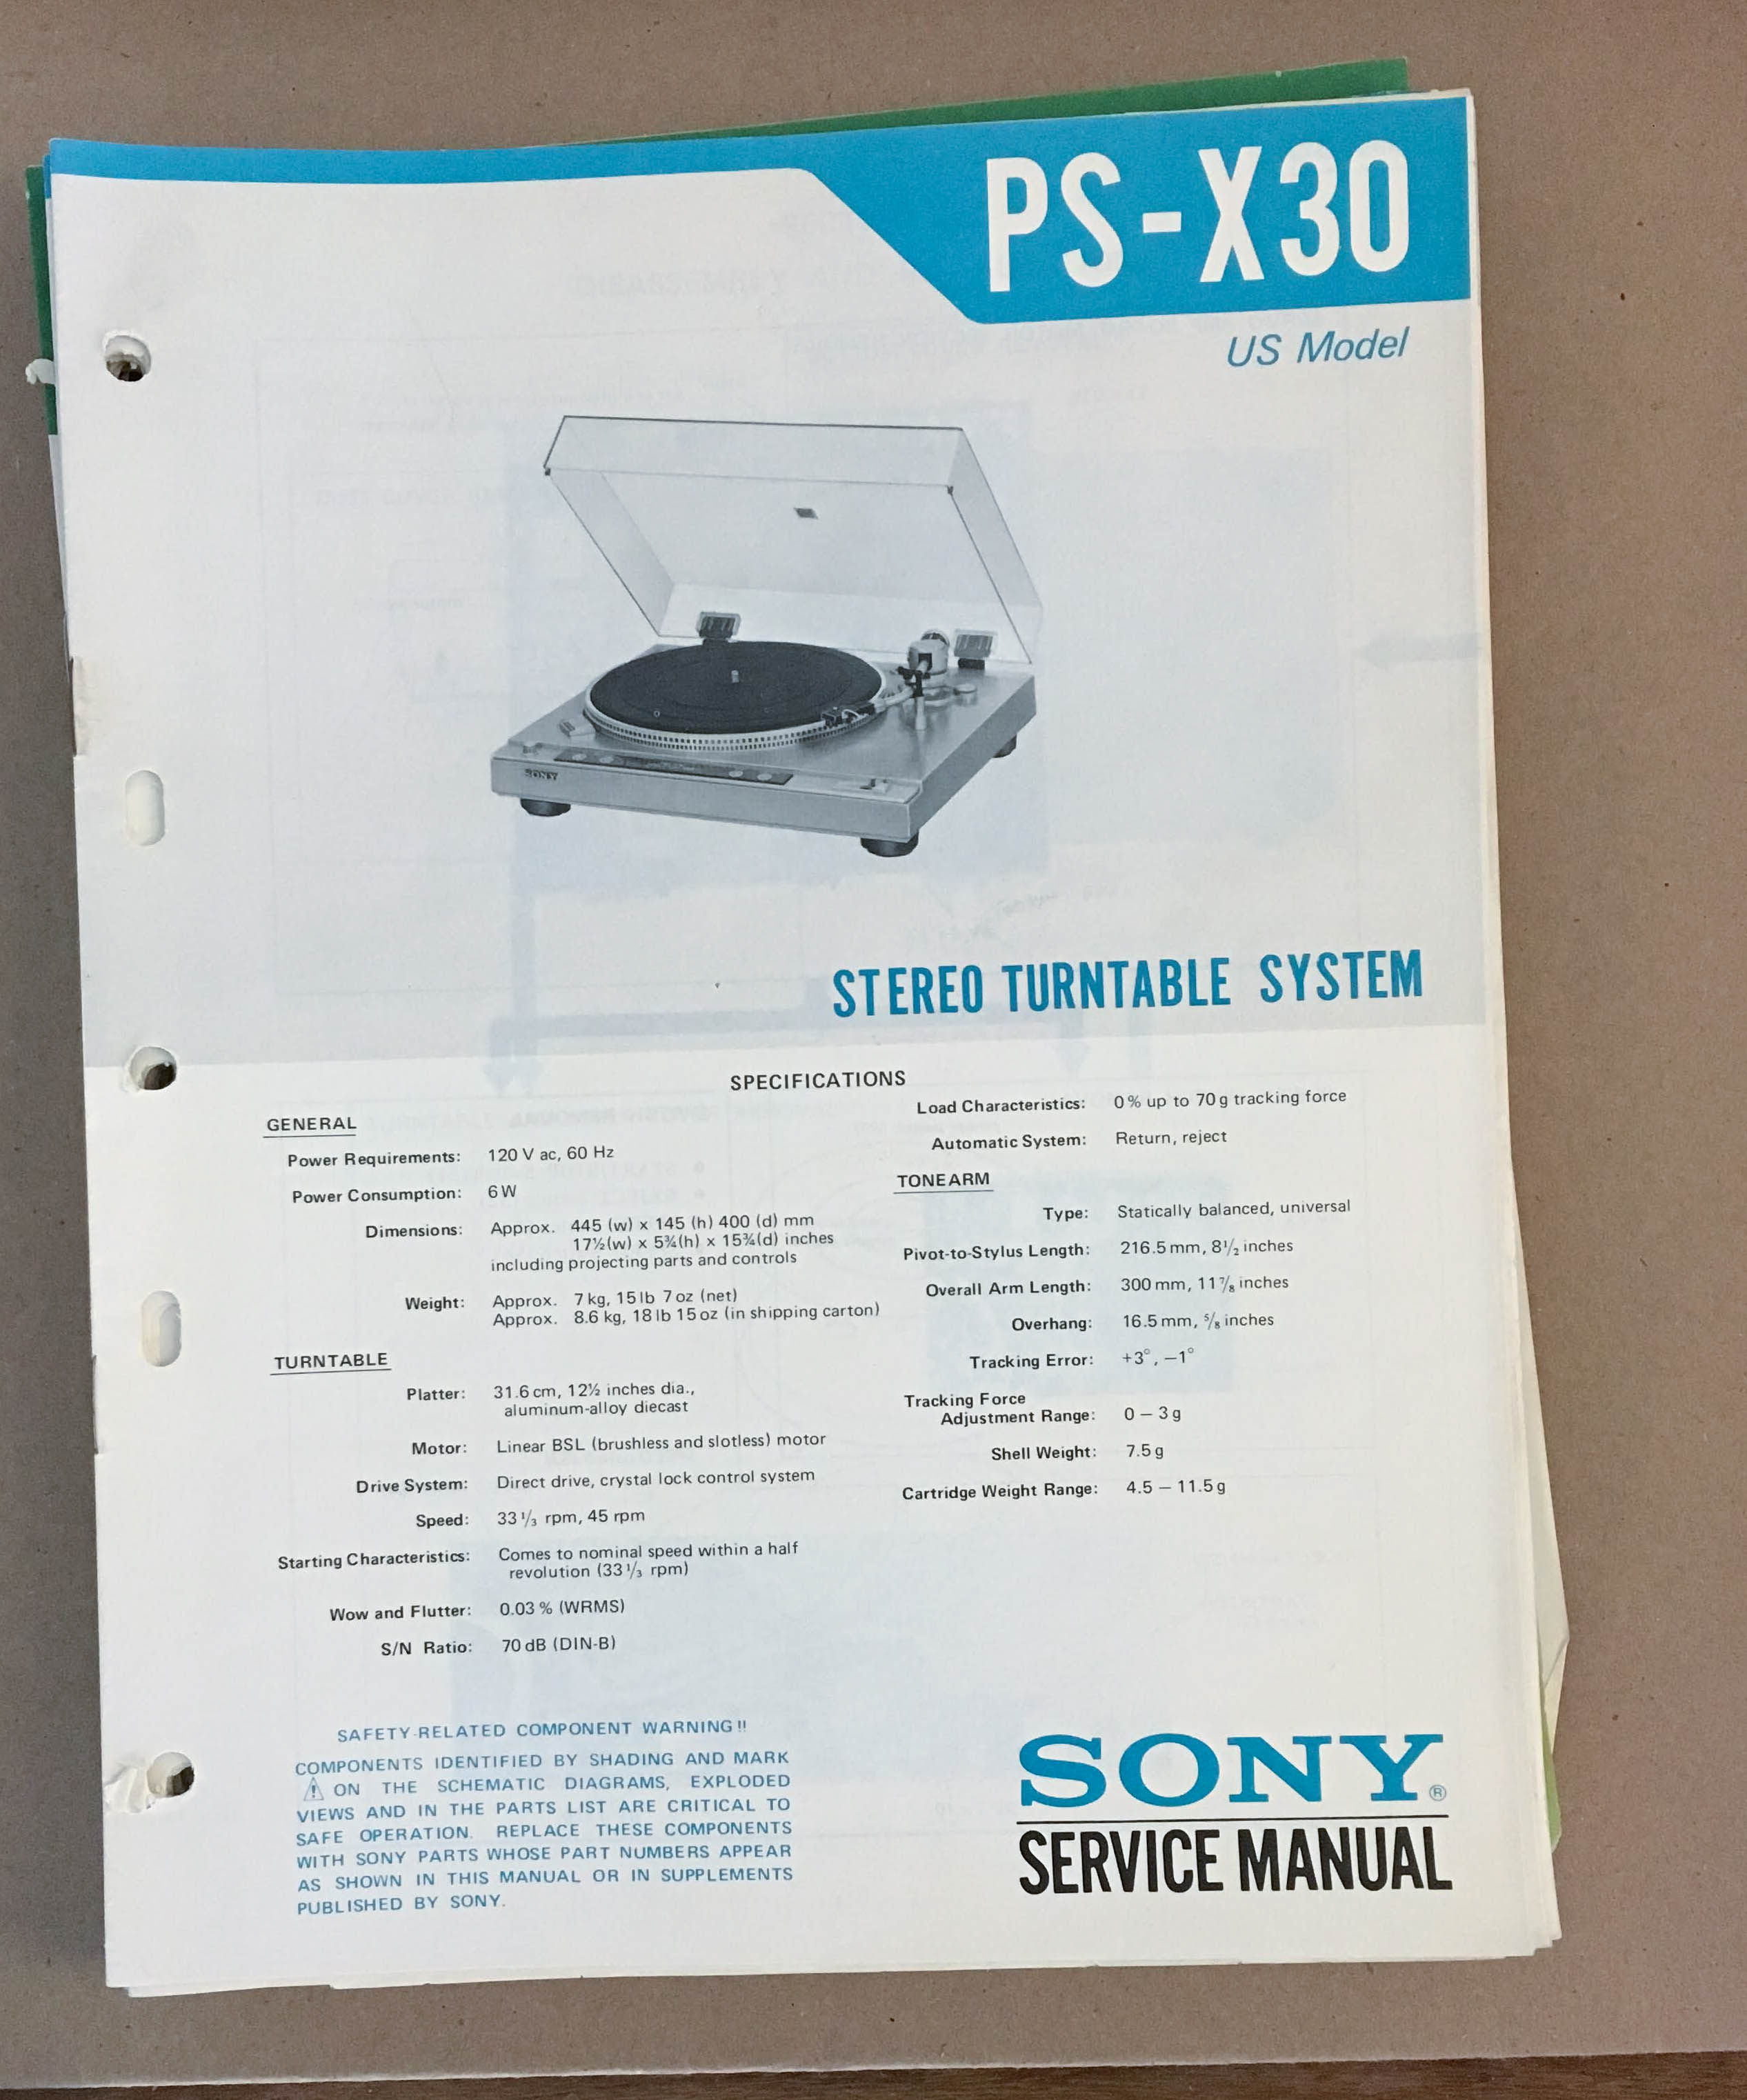 PS-X30
US Model
SONY
STEREO TURNTABLE SYSTEM
SPECIFICATIONS
GENERAL
Power Requirements: 120 V ac, 60 Hz
Power Consumption: 6 W
Dimensions: Approx. 445 (w) x 145 (h) 400 (d) mm
17½(w) x 5¾(h) x 15¾(d) inches
including projecting parts and controls
Weight: Approx. 7 kg, 15 lb 7 oz (net)
Approx. 8.6 kg, 18 lb 15 oz (in shipping carton)
TURNTABLE
Platter: 31.6 cm, 12½ inches dia.,
aluminum-alloy diecast
Motor: Linear BSL (brushless and slotless) motor
Drive System: Direct drive, crystal lock control system
Speed: 33 1/3 rpm, 45 rpm
Starting Characteristics: Comes to nominal speed within a half
revolution (33 1/3 rpm)
Wow and Flutter: 0.03 % (WRMS)
S/N Ratio: 70 dB (DIN-B)
Load Characteristics: 0 % up to 70 g tracking force
Automatic System: Return, reject
TONEARM
Type: Statically balanced, universal
Pivot-to-Stylus Length: 216.5 mm, 8 1/2 inches
Overall Arm Length: 300 mm, 11 7/8 inches
Overhang: 16.5 mm, 5/8 inches
Tracking Error: +3°, −1°
Tracking Force
Adjustment Range: 0 − 3 g
Shell Weight: 7.5 g
Cartridge Weight Range: 4.5 − 11.5 g
SAFETY-RELATED COMPONENT WARNING!!
COMPONENTS IDENTIFIED BY SHADING AND MARK
⚠ ON THE SCHEMATIC DIAGRAMS, EXPLODED
VIEWS AND IN THE PARTS LIST ARE CRITICAL TO
SAFE OPERATION. REPLACE THESE COMPONENTS
WITH SONY PARTS WHOSE PART NUMBERS APPEAR
AS SHOWN IN THIS MANUAL OR IN SUPPLEMENTS
PUBLISHED BY SONY.
SONY®
SERVICE MANUAL